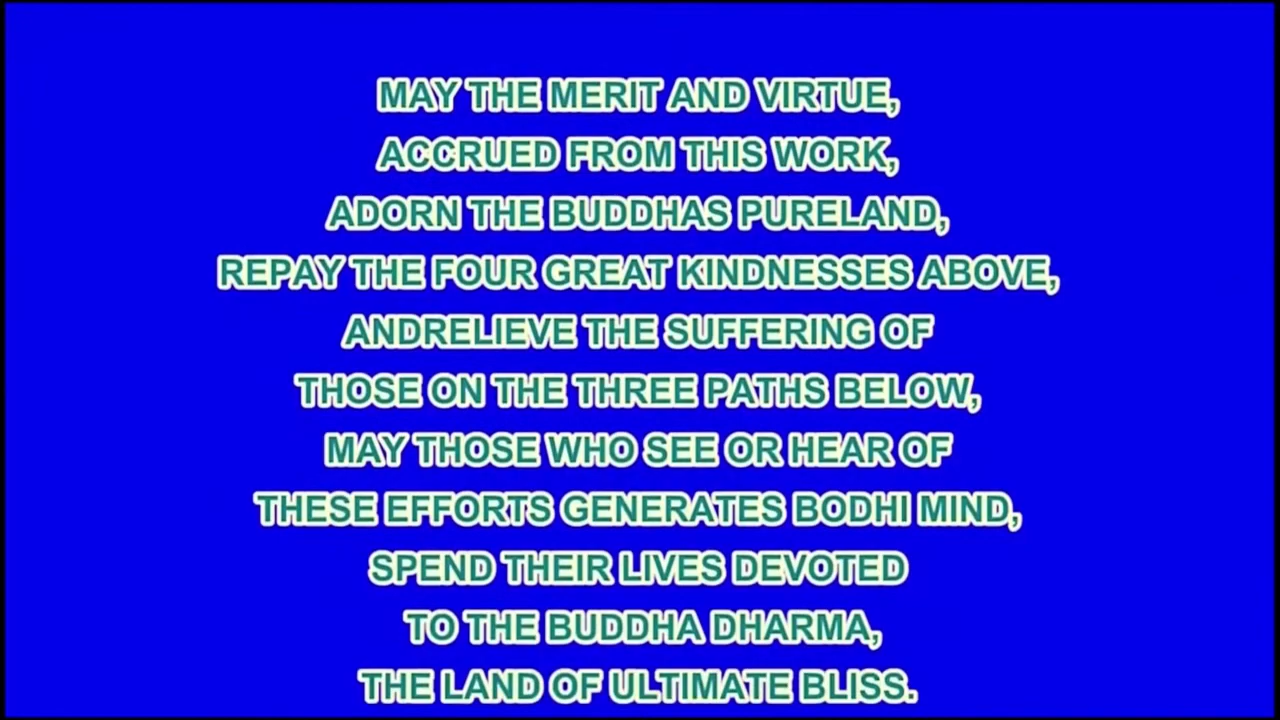 MAY THE MERIT AND VIRTUE,
ACCRUED FROM THIS WORK,
ADORN THE BUDDHAS PURELAND,
REPAY THE FOUR GREAT KINDNESSES ABOVE,
ANDRELIEVE THE SUFFERING OF
THOSE ON THE THREE PATHS BELOW,
MAY THOSE WHO SEE OR HEAR OF
THESE EFFORTS GENERATES BODHI MIND,
SPEND THEIR LIVES DEVOTED
TO THE BUDDHA DHARMA,
THE LAND OF ULTIMATE BLISS.